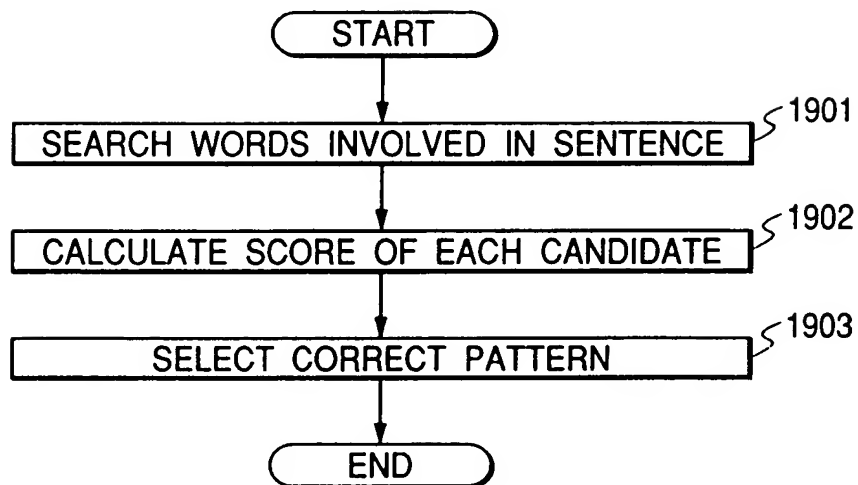 START
1901
SEARCH WORDS INVOLVED IN SENTENCE
1902
CALCULATE SCORE OF EACH CANDIDATE
1903
SELECT CORRECT PATTERN
END